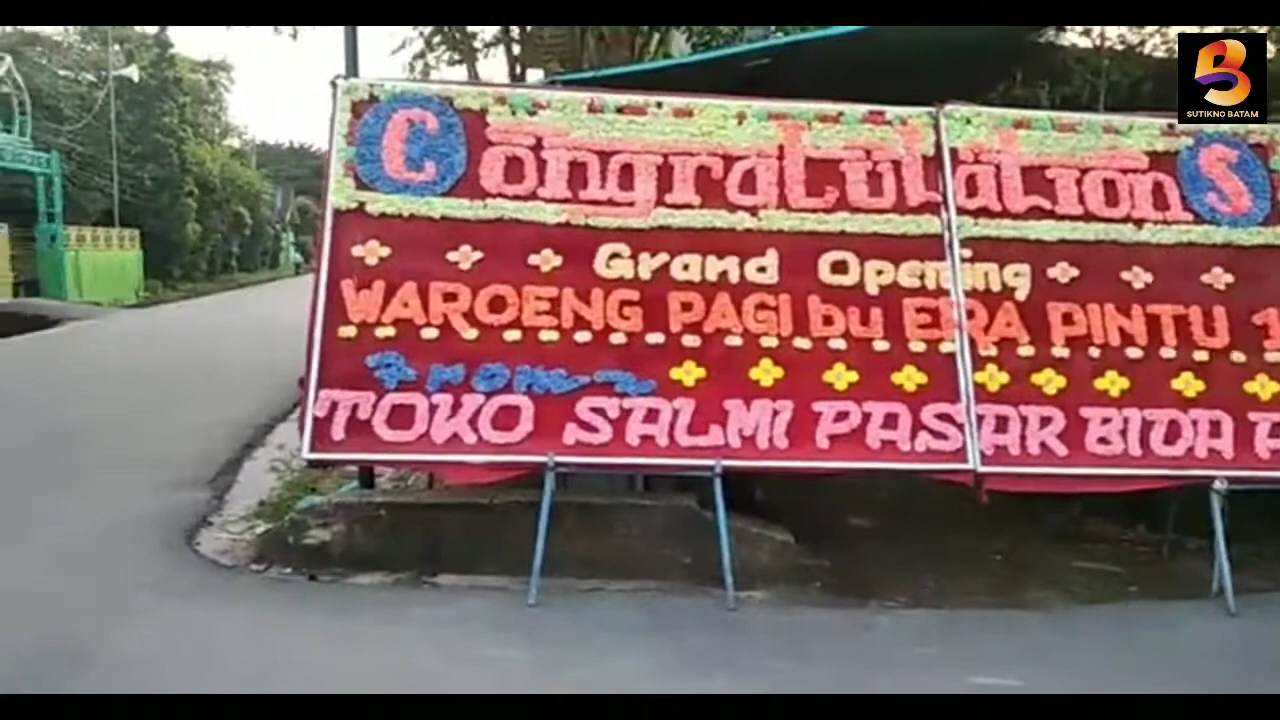 SUTIKNO BATAM
CongratulationS
Grand Opening
WAROENG PAGI bu ERA PINTU 1
From
TOKO SALMI PASAR BIDA A